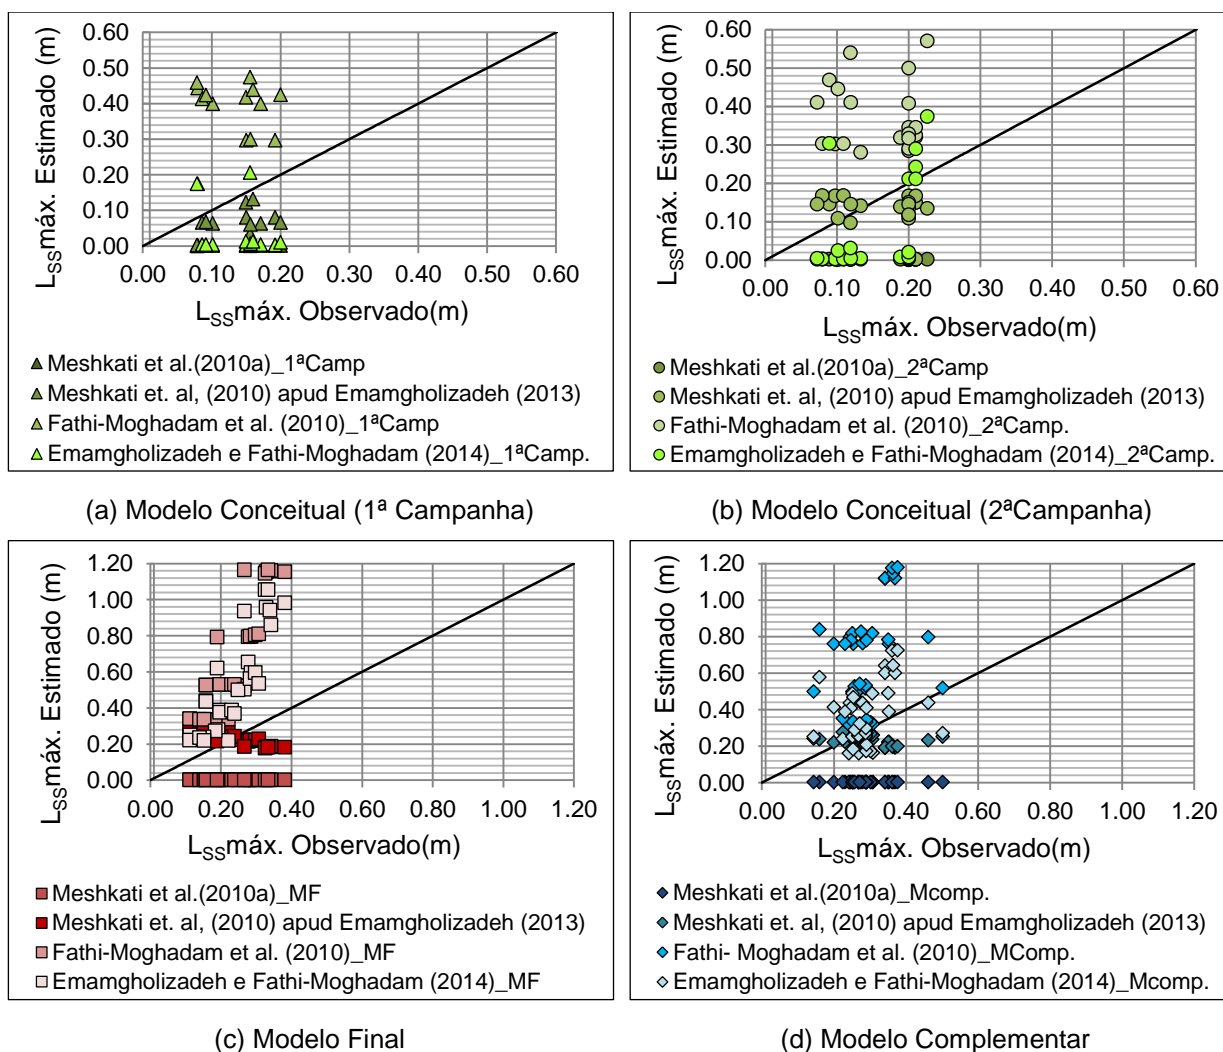 0.60
0.50
0.40
0.30
0.20
0.10
0.00
0.00 0.10 0.20 0.30 0.40 0.50 0.60
LSSmáx. Estimado (m)
LSSmáx. Observado(m)
Meshkati et al.(2010a)_1ªCamp
Meshkati et. al, (2010) apud Emamgholizadeh (2013)
Fathi-Moghadam et al. (2010)_1ªCamp
Emamgholizadeh e Fathi-Moghadam (2014)_1ªCamp.
(a) Modelo Conceitual (1ª Campanha)
0.60
0.50
0.40
0.30
0.20
0.10
0.00
0.00 0.10 0.20 0.30 0.40 0.50 0.60
LSSmáx. Estimado (m)
LSSmáx. Observado(m)
Meshkati et al.(2010a)_2ªCamp
Meshkati et. al, (2010) apud Emamgholizadeh (2013)
Fathi-Moghadam et al. (2010)_2ªCamp.
Emamgholizadeh e Fathi-Moghadam (2014)_2ªCamp.
(b) Modelo Conceitual (2ªCampanha)
1.20
1.00
0.80
0.60
0.40
0.20
0.00
0.00 0.20 0.40 0.60 0.80 1.00 1.20
LSSmáx. Estimado (m)
LSSmáx. Observado(m)
Meshkati et al.(2010a)_MF
Meshkati et. al, (2010) apud Emamgholizadeh (2013)
Fathi-Moghadam et al. (2010)_MF
Emamgholizadeh e Fathi-Moghadam (2014)_MF
(c) Modelo Final
1.20
1.00
0.80
0.60
0.40
0.20
0.00
0.00 0.20 0.40 0.60 0.80 1.00 1.20
LSSmáx. Estimado (m)
LSSmáx. Observado(m)
Meshkati et al.(2010a)_Mcomp.
Meshkati et. al, (2010) apud Emamgholizadeh (2013)
Fathi- Moghadam et al. (2010)_MComp.
Emamgholizadeh e Fathi-Moghadam (2014)_Mcomp.
(d) Modelo Complementar